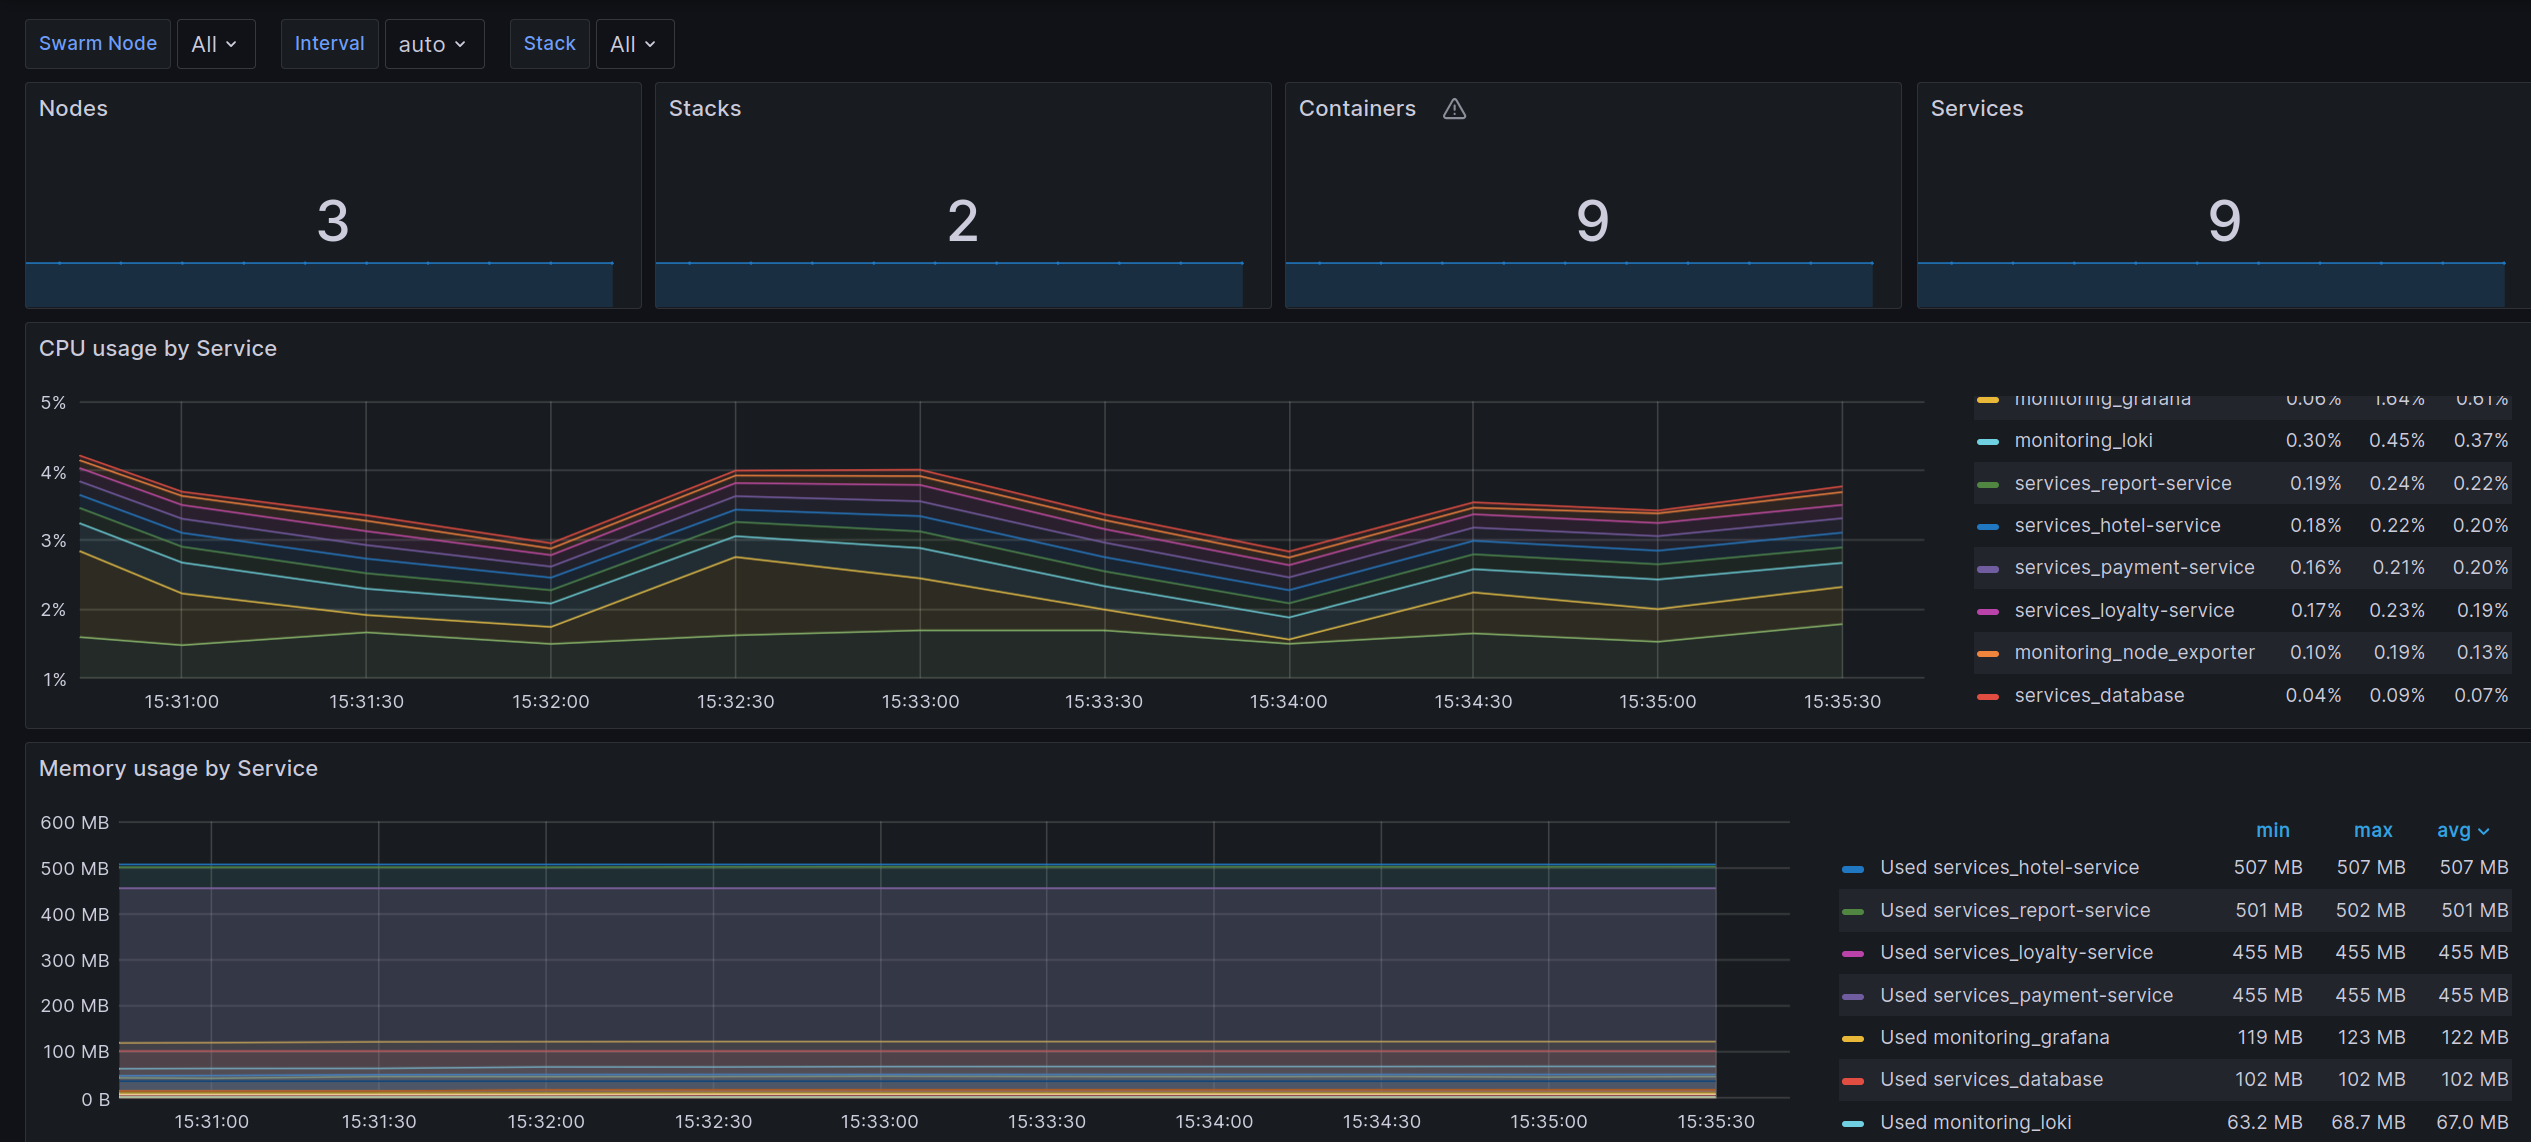 Swarm Node All Interval auto Stack All
Nodes Stacks Containers Services
3 2 9 9
CPU usage by Service
5%
4%
3%
2%
1%
15:31:00 15:31:30 15:32:00 15:32:30 15:33:00 15:33:30 15:34:00 15:34:30 15:35:00 15:35:30
monitoring_grafana 0.06% 1.64% 0.61%
monitoring_loki 0.30% 0.45% 0.37%
services_report-service 0.19% 0.24% 0.22%
services_hotel-service 0.18% 0.22% 0.20%
services_payment-service 0.16% 0.21% 0.20%
services_loyalty-service 0.17% 0.23% 0.19%
monitoring_node_exporter 0.10% 0.19% 0.13%
services_database 0.04% 0.09% 0.07%
Memory usage by Service
600 MB
500 MB
400 MB
300 MB
200 MB
100 MB
0 B
15:31:00 15:31:30 15:32:00 15:32:30 15:33:00 15:33:30 15:34:00 15:34:30 15:35:00 15:35:30
min max avg
Used services_hotel-service 507 MB 507 MB 507 MB
Used services_report-service 501 MB 502 MB 501 MB
Used services_loyalty-service 455 MB 455 MB 455 MB
Used services_payment-service 455 MB 455 MB 455 MB
Used monitoring_grafana 119 MB 123 MB 122 MB
Used services_database 102 MB 102 MB 102 MB
Used monitoring_loki 63.2 MB 68.7 MB 67.0 MB